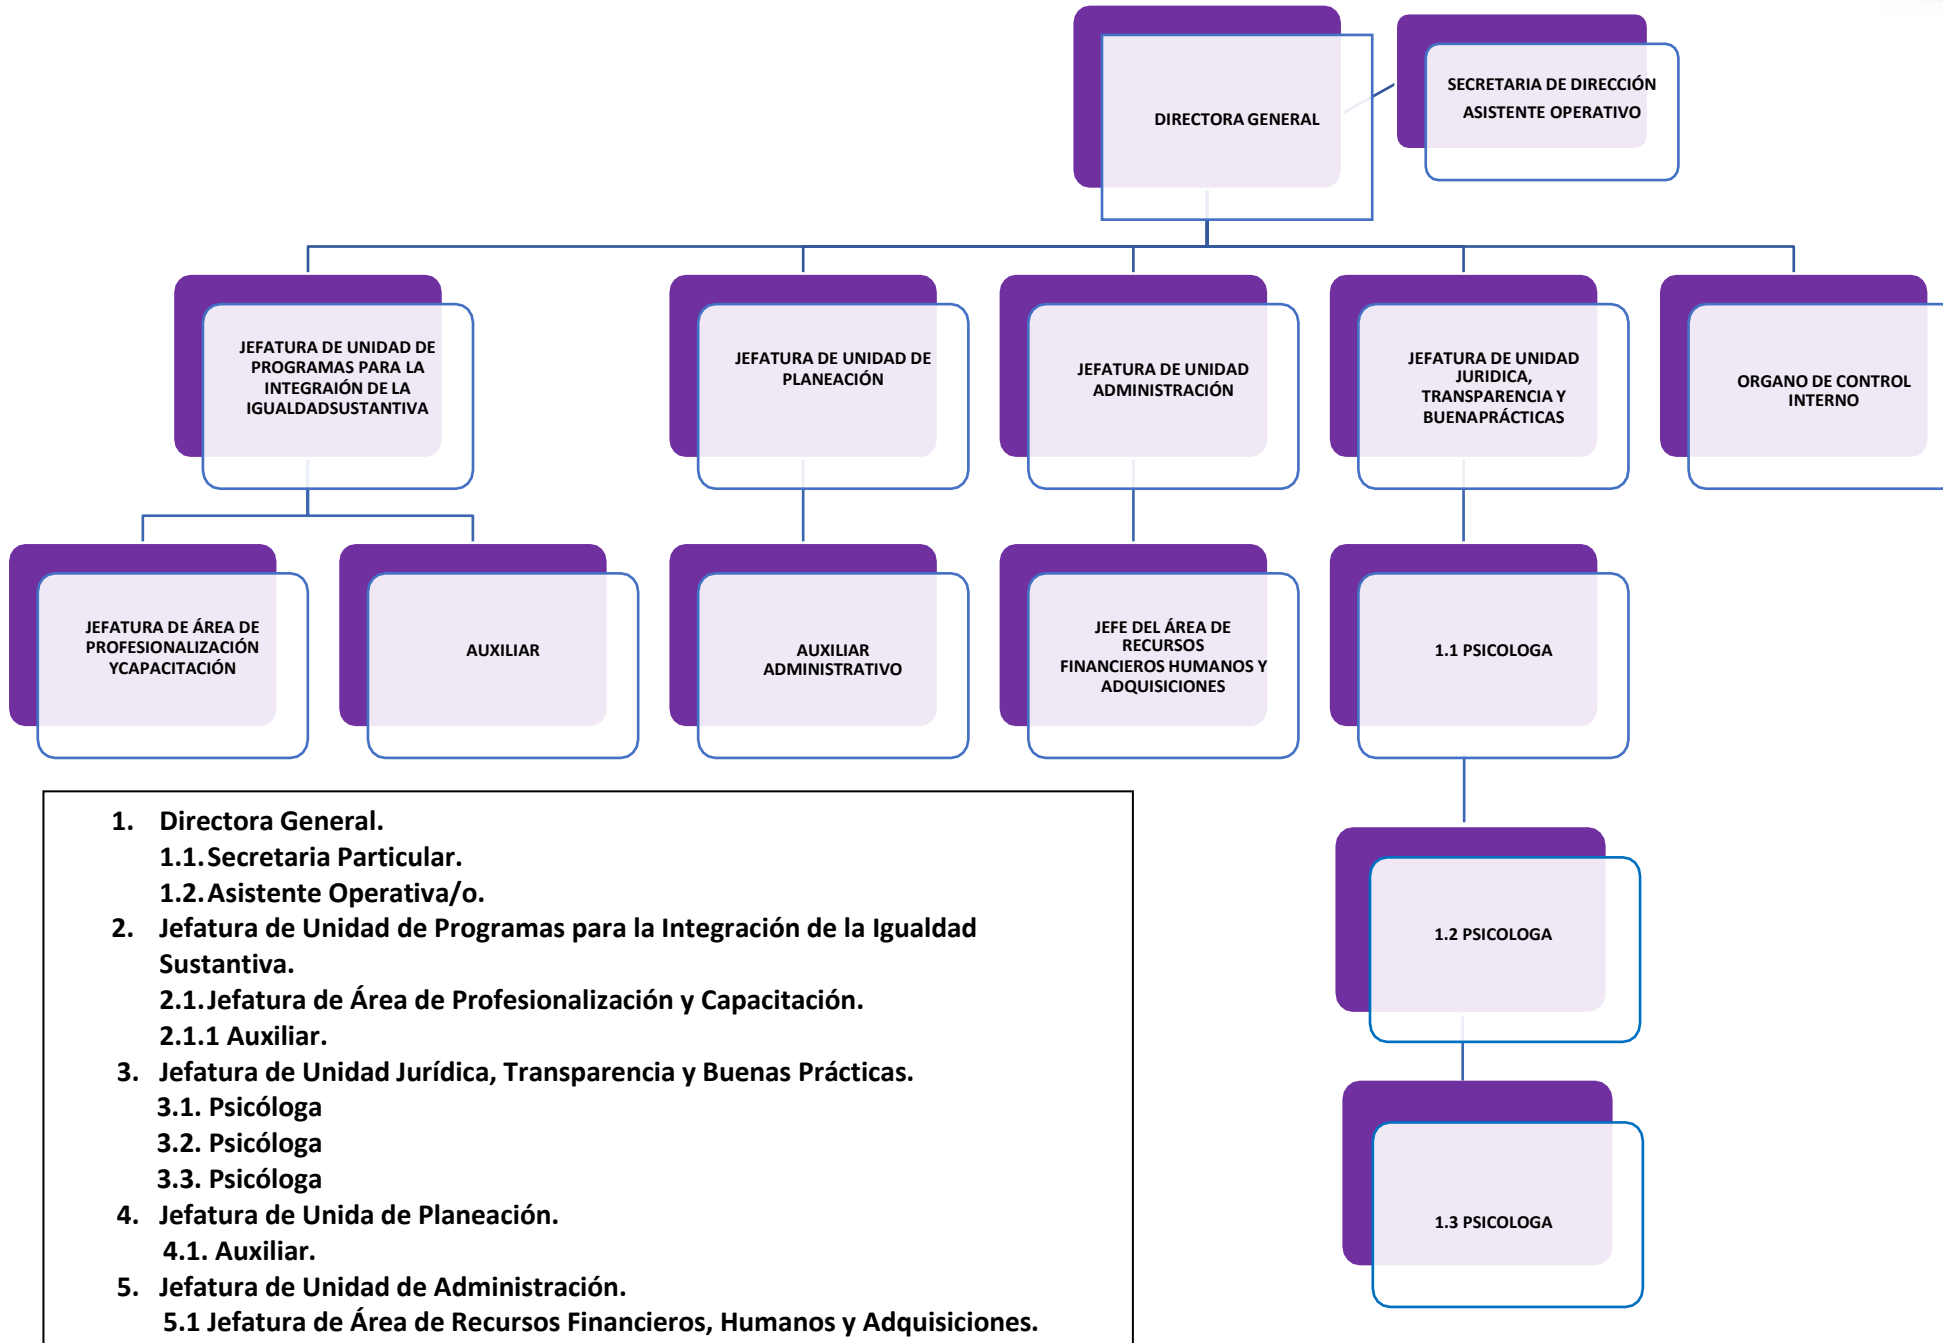 DIRECTORA GENERAL
SECRETARIA DE DIRECCIÓN
ASISTENTE OPERATIVO
JEFATURA DE UNIDAD DE
PROGRAMAS PARA LA
INTEGRAIÓN DE LA
IGUALDADSUSTANTIVA
JEFATURA DE UNIDAD DE
PLANEACIÓN
JEFATURA DE UNIDAD
ADMINISTRACIÓN
JEFATURA DE UNIDAD
JURIDICA,
TRANSPARENCIA Y
BUENAPRÁCTICAS
ORGANO DE CONTROL
INTERNO
JEFATURA DE ÁREA DE
PROFESIONALIZACIÓN
YCAPACITACIÓN
AUXILIAR
AUXILIAR
ADMINISTRATIVO
JEFE DEL ÁREA DE
RECURSOS
FINANCIEROS HUMANOS Y
ADQUISICIONES
1.1 PSICOLOGA
1.2 PSICOLOGA
1.3 PSICOLOGA
1. Directora General.
1.1. Secretaria Particular.
1.2. Asistente Operativa/o.
2. Jefatura de Unidad de Programas para la Integración de la Igualdad
Sustantiva.
2.1. Jefatura de Área de Profesionalización y Capacitación.
2.1.1 Auxiliar.
3. Jefatura de Unidad Jurídica, Transparencia y Buenas Prácticas.
3.1. Psicóloga
3.2. Psicóloga
3.3. Psicóloga
4. Jefatura de Unida de Planeación.
4.1. Auxiliar.
5. Jefatura de Unidad de Administración.
5.1 Jefatura de Área de Recursos Financieros, Humanos y Adquisiciones.